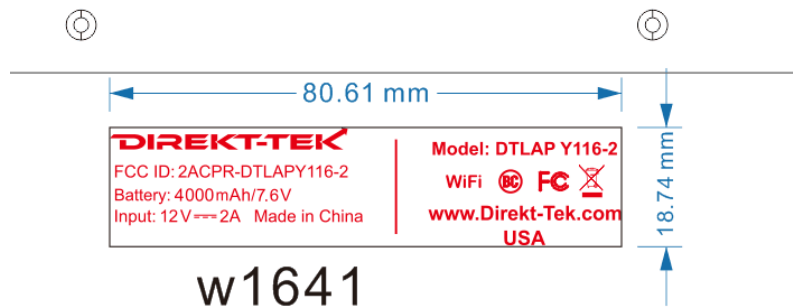 80.61 mm
DIREKT-TEK
FCC ID: 2ACPR-DTLAPY116-2
Battery: 4000mAh/7.6V
Input: 12V⎓2A Made in China
Model: DTLAP Y116-2
WiFi BC FC
www.Direkt-Tek.com
USA
18.74 mm
w1641